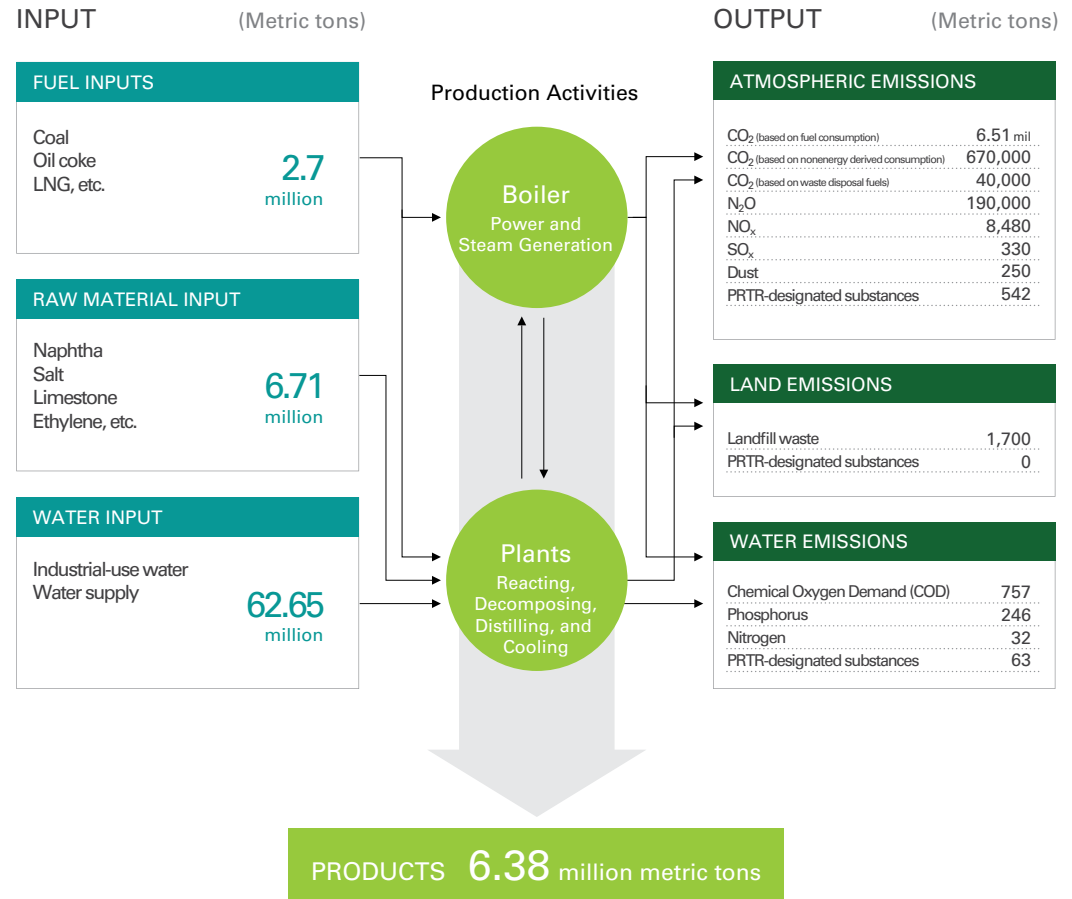 INPUT (Metric tons)
FUEL INPUTS
Coal
Oil coke
LNG, etc.
2.7
million
RAW MATERIAL INPUT
Naphtha
Salt
Limestone
Ethylene, etc.
6.71
million
WATER INPUT
Industrial-use water
Water supply
62.65
million
Production Activities
Boiler
Power and
Steam Generation
Plants
Reacting,
Decomposing,
Distilling, and
Cooling
OUTPUT (Metric tons)
ATMOSPHERIC EMISSIONS
CO₂ (based on fuel consumption) 6.51 mil
CO₂ (based on nonenergy derived consumption) 670,000
CO₂ (based on waste disposal fuels) 40,000
N₂O 190,000
NOₓ 8,480
SOₓ 330
Dust 250
PRTR-designated substances 542
LAND EMISSIONS
Landfill waste 1,700
PRTR-designated substances 0
WATER EMISSIONS
Chemical Oxygen Demand (COD) 757
Phosphorus 246
Nitrogen 32
PRTR-designated substances 63
PRODUCTS 6.38 million metric tons